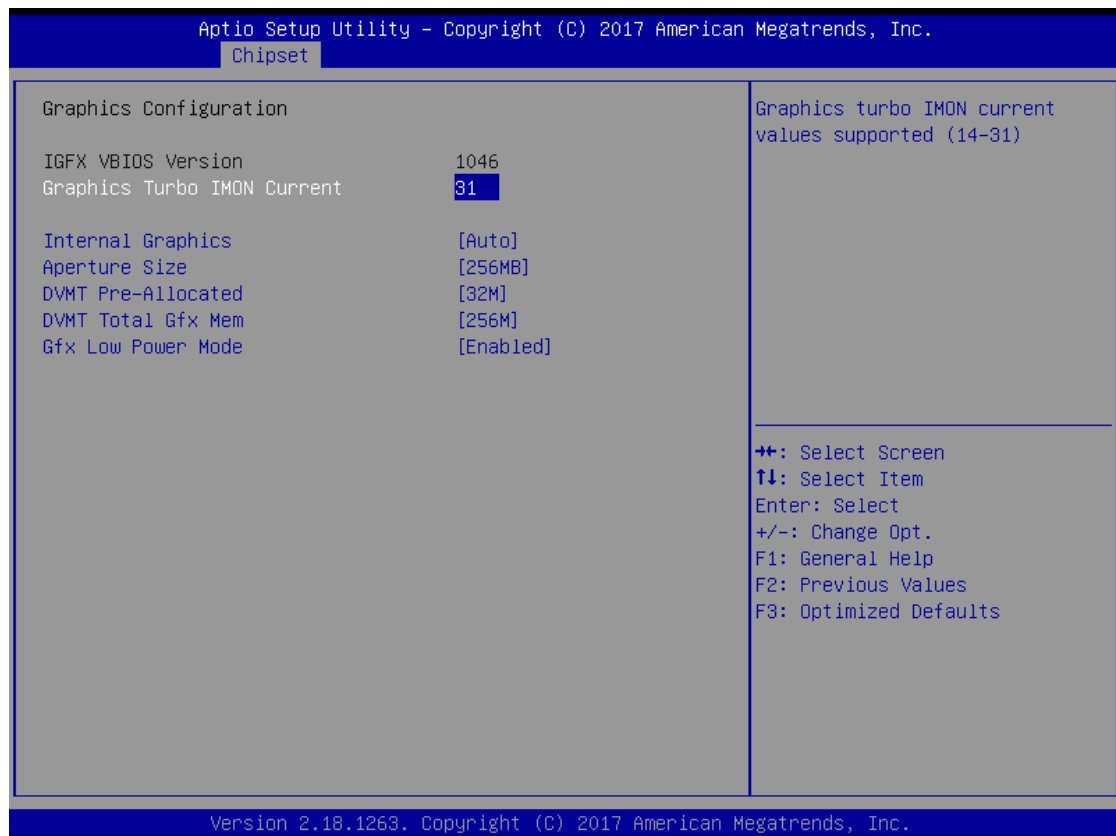 Aptio Setup Utility – Copyright (C) 2017 American Megatrends, Inc.
Chipset
Graphics Configuration
IGFX VBIOS Version 1046
Graphics Turbo IMON Current 31
Internal Graphics [Auto]
Aperture Size [256MB]
DVMT Pre-Allocated [32M]
DVMT Total Gfx Mem [256M]
Gfx Low Power Mode [Enabled]
Graphics turbo IMON current
values supported (14-31)
→←: Select Screen
↑↓: Select Item
Enter: Select
+/-: Change Opt.
F1: General Help
F2: Previous Values
F3: Optimized Defaults
Version 2.18.1263. Copyright (C) 2017 American Megatrends, Inc.